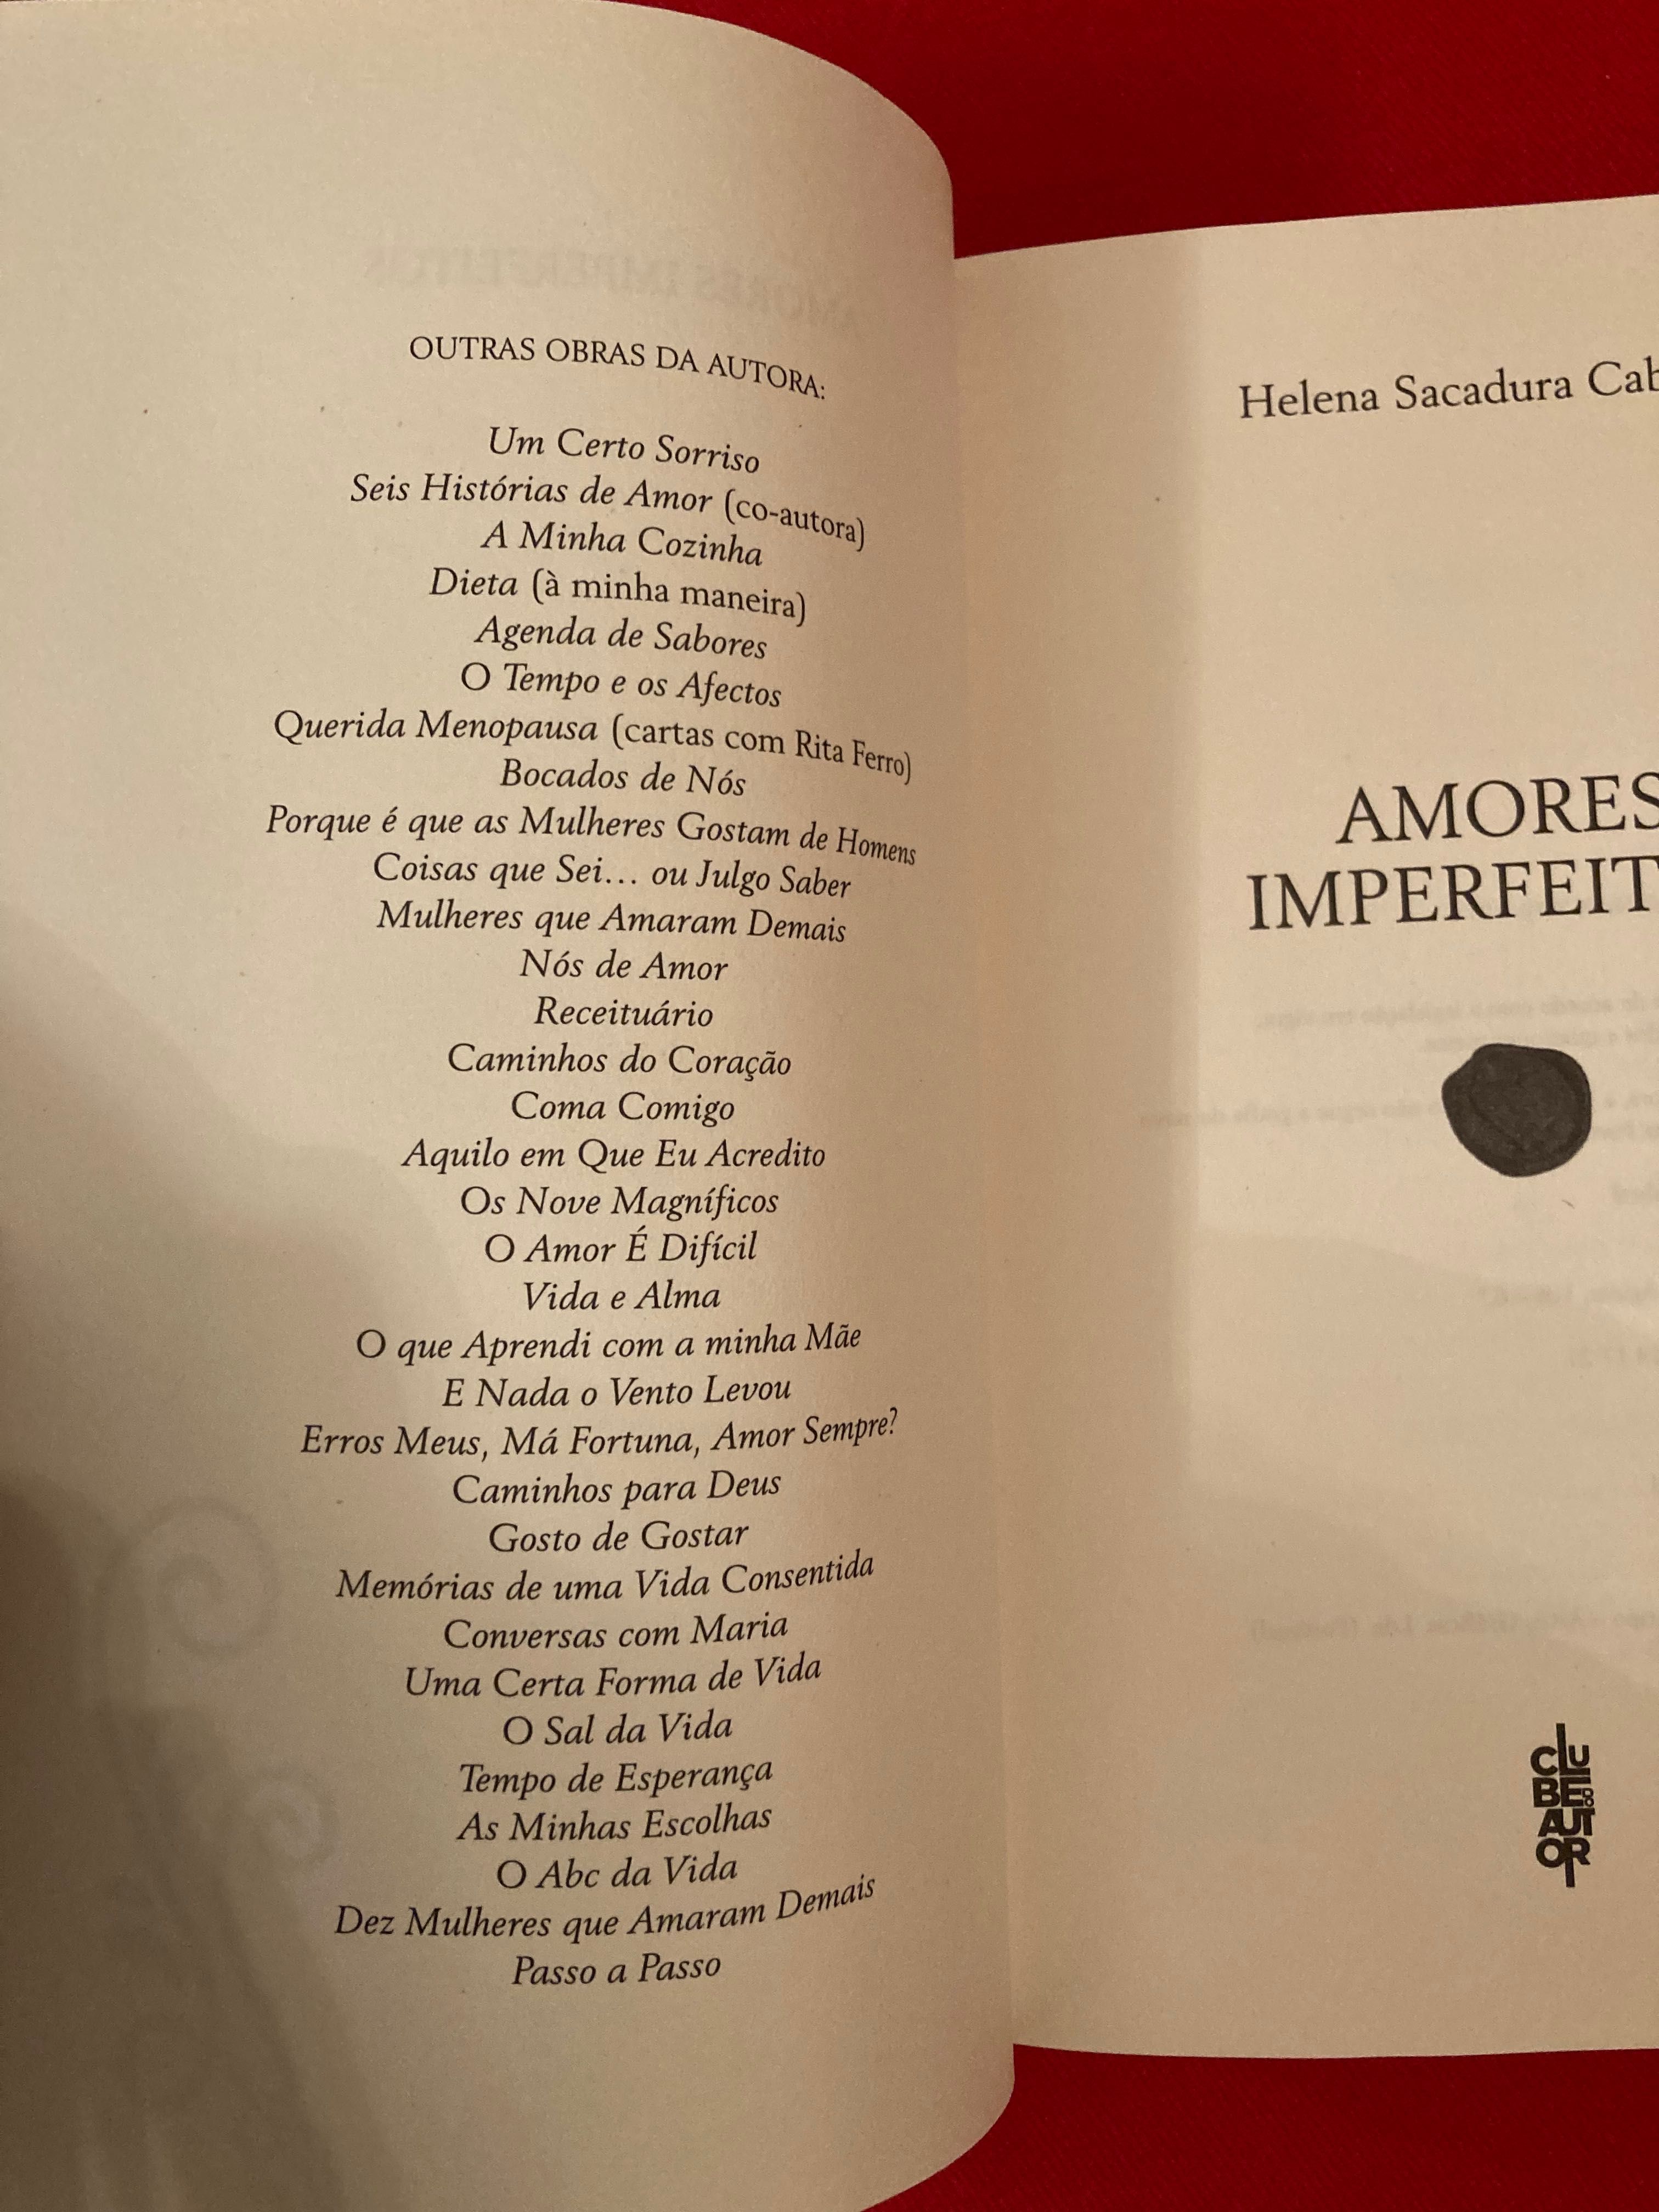 OUTRAS OBRAS DA AUTORA:
Um Certo Sorriso
Seis Histórias de Amor (co-autora)
A Minha Cozinha
Dieta (à minha maneira)
Agenda de Sabores
O Tempo e os Afectos
Querida Menopausa (cartas com Rita Ferro)
Bocados de Nós
Porque é que as Mulheres Gostam de Homens
Coisas que Sei... ou Julgo Saber
Mulheres que Amaram Demais
Nós de Amor
Receituário
Caminhos do Coração
Coma Comigo
Aquilo em Que Eu Acredito
Os Nove Magníficos
O Amor É Difícil
Vida e Alma
O que Aprendi com a minha Mãe
E Nada o Vento Levou
Erros Meus, Má Fortuna, Amor Sempre?
Caminhos para Deus
Gosto de Gostar
Memórias de uma Vida Consentida
Conversas com Maria
Uma Certa Forma de Vida
O Sal da Vida
Tempo de Esperança
As Minhas Escolhas
O Abc da Vida
Dez Mulheres que Amaram Demais
Passo a Passo
Helena Sacadura Cab
AMORES
IMPERFEIT
CLU
BE DO
AUT
OR